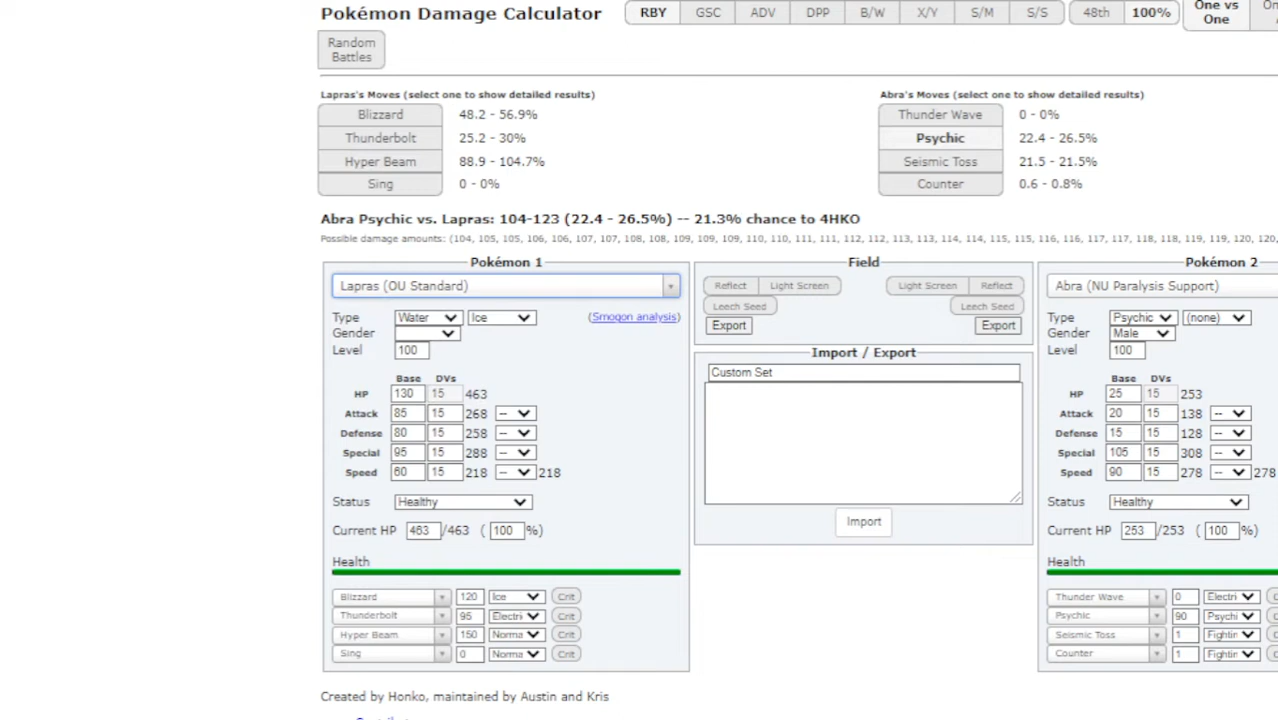 Pokémon Damage Calculator RBY GSC ADV DPP B/W X/Y S/M S/S 48th 100% One vs One
Random Battles
Lapras's Moves (select one to show detailed results) Abra's Moves (select one to show detailed results)
Blizzard 48.2 - 56.9% Thunder Wave 0 - 0%
Thunderbolt 25.2 - 30% Psychic 22.4 - 26.5%
Hyper Beam 88.9 - 104.7% Seismic Toss 21.5 - 21.5%
Sing 0 - 0% Counter 0.6 - 0.8%
Abra Psychic vs. Lapras: 104-123 (22.4 - 26.5%) -- 21.3% chance to 4HKO
Possible damage amounts: (104, 105, 105, 106, 106, 107, 107, 108, 108, 109, 109, 109, 110, 110, 111, 111, 112, 112, 113, 113, 114, 114, 115, 115, 116, 116, 117, 117, 118, 118, 119, 119, 120, 120,
Pokémon 1 Field Pokémon 2
Lapras (OU Standard) Reflect Light Screen Light Screen Reflect Abra (NU Paralysis Support)
Leech Seed Leech Seed
Type Water Ice (Smogon analysis) Export Export Type Psychic (none)
Gender Gender Male
Level 100 Import / Export Level 100
Custom Set
Base DVs Base DVs
HP 130 15 463 HP 25 15 253
Attack 85 15 268 -- Attack 20 15 138 --
Defense 80 15 258 -- Defense 15 15 128 --
Special 95 15 288 -- Special 105 15 308 --
Speed 60 15 218 -- 218 Speed 90 15 278 -- 278
Status Healthy Status Healthy
Import
Current HP 463 /463 ( 100 %) Current HP 253 /253 ( 100 %)
Health Health
Blizzard 120 Ice Crit Thunder Wave 0 Electri
Thunderbolt 95 Electri Crit Psychic 90 Psychi
Hyper Beam 150 Norma Crit Seismic Toss 1 Fightin
Sing 0 Norma Crit Counter 1 Fightin
Created by Honko, maintained by Austin and Kris